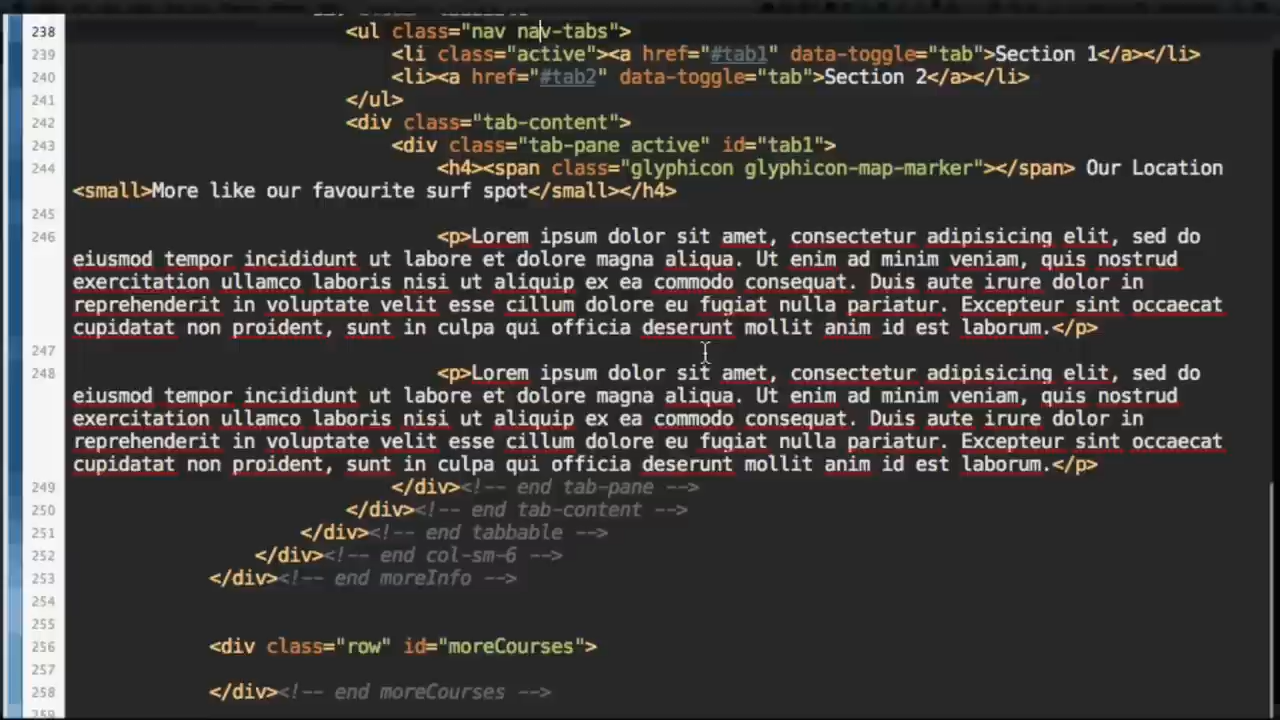 238 <ul class="nav nav-tabs">
239 <li class="active"><a href="#tab1" data-toggle="tab">Section 1</a></li>
240 <li><a href="#tab2" data-toggle="tab">Section 2</a></li>
241 </ul>
242 <div class="tab-content">
243 <div class="tab-pane active" id="tab1">
244 <h4><span class="glyphicon glyphicon-map-marker"></span> Our Location
<small>More like our favourite surf spot</small></h4>
245
246 <p>Lorem ipsum dolor sit amet, consectetur adipisicing elit, sed do
eiusmod tempor incididunt ut labore et dolore magna aliqua. Ut enim ad minim veniam, quis nostrud
exercitation ullamco laboris nisi ut aliquip ex ea commodo consequat. Duis aute irure dolor in
reprehenderit in voluptate velit esse cillum dolore eu fugiat nulla pariatur. Excepteur sint occaecat
cupidatat non proident, sunt in culpa qui officia deserunt mollit anim id est laborum.</p>
247
248 <p>Lorem ipsum dolor sit amet, consectetur adipisicing elit, sed do
eiusmod tempor incididunt ut labore et dolore magna aliqua. Ut enim ad minim veniam, quis nostrud
exercitation ullamco laboris nisi ut aliquip ex ea commodo consequat. Duis aute irure dolor in
reprehenderit in voluptate velit esse cillum dolore eu fugiat nulla pariatur. Excepteur sint occaecat
cupidatat non proident, sunt in culpa qui officia deserunt mollit anim id est laborum.</p>
249 </div><!-- end tab-pane -->
250 </div><!-- end tab-content -->
251 </div><!-- end tabbable -->
252 </div><!-- end col-sm-6 -->
253 </div><!-- end moreInfo -->
254
255
256 <div class="row" id="moreCourses">
257
258 </div><!-- end moreCourses -->
259